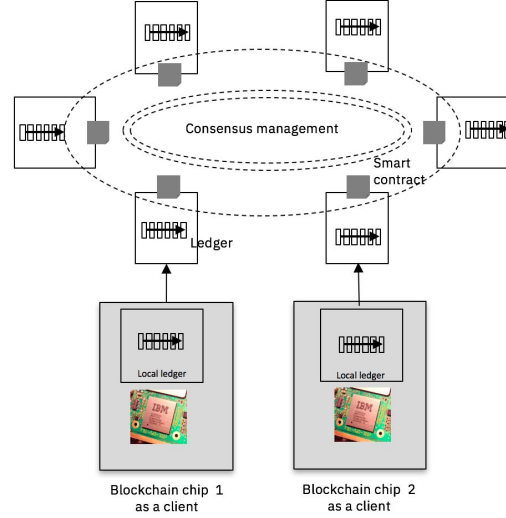 Consensus management
Smart
contract
Ledger
Local ledger
Local ledger
IBM
IBM
Blockchain chip 1
as a client
Blockchain chip 2
as a client